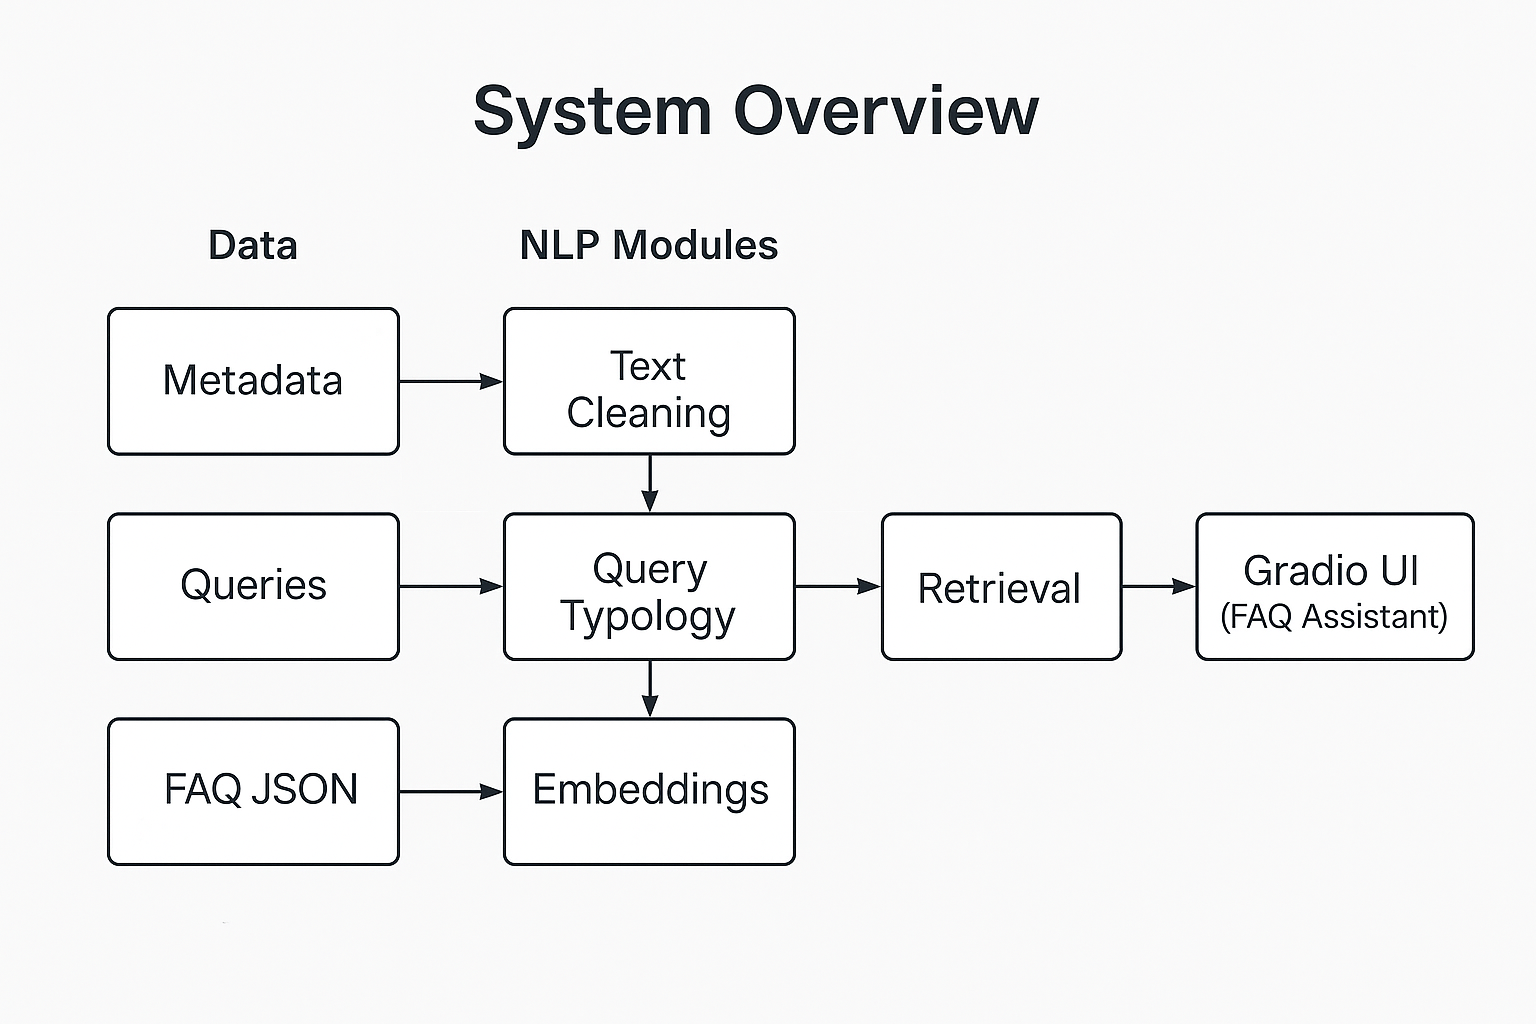 System Overview
Data
NLP Modules
Metadata
Text
Cleaning
Queries
Query
Typology
Retrieval
Gradio UI
(FAQ Assistant)
FAQ JSON
Embeddings